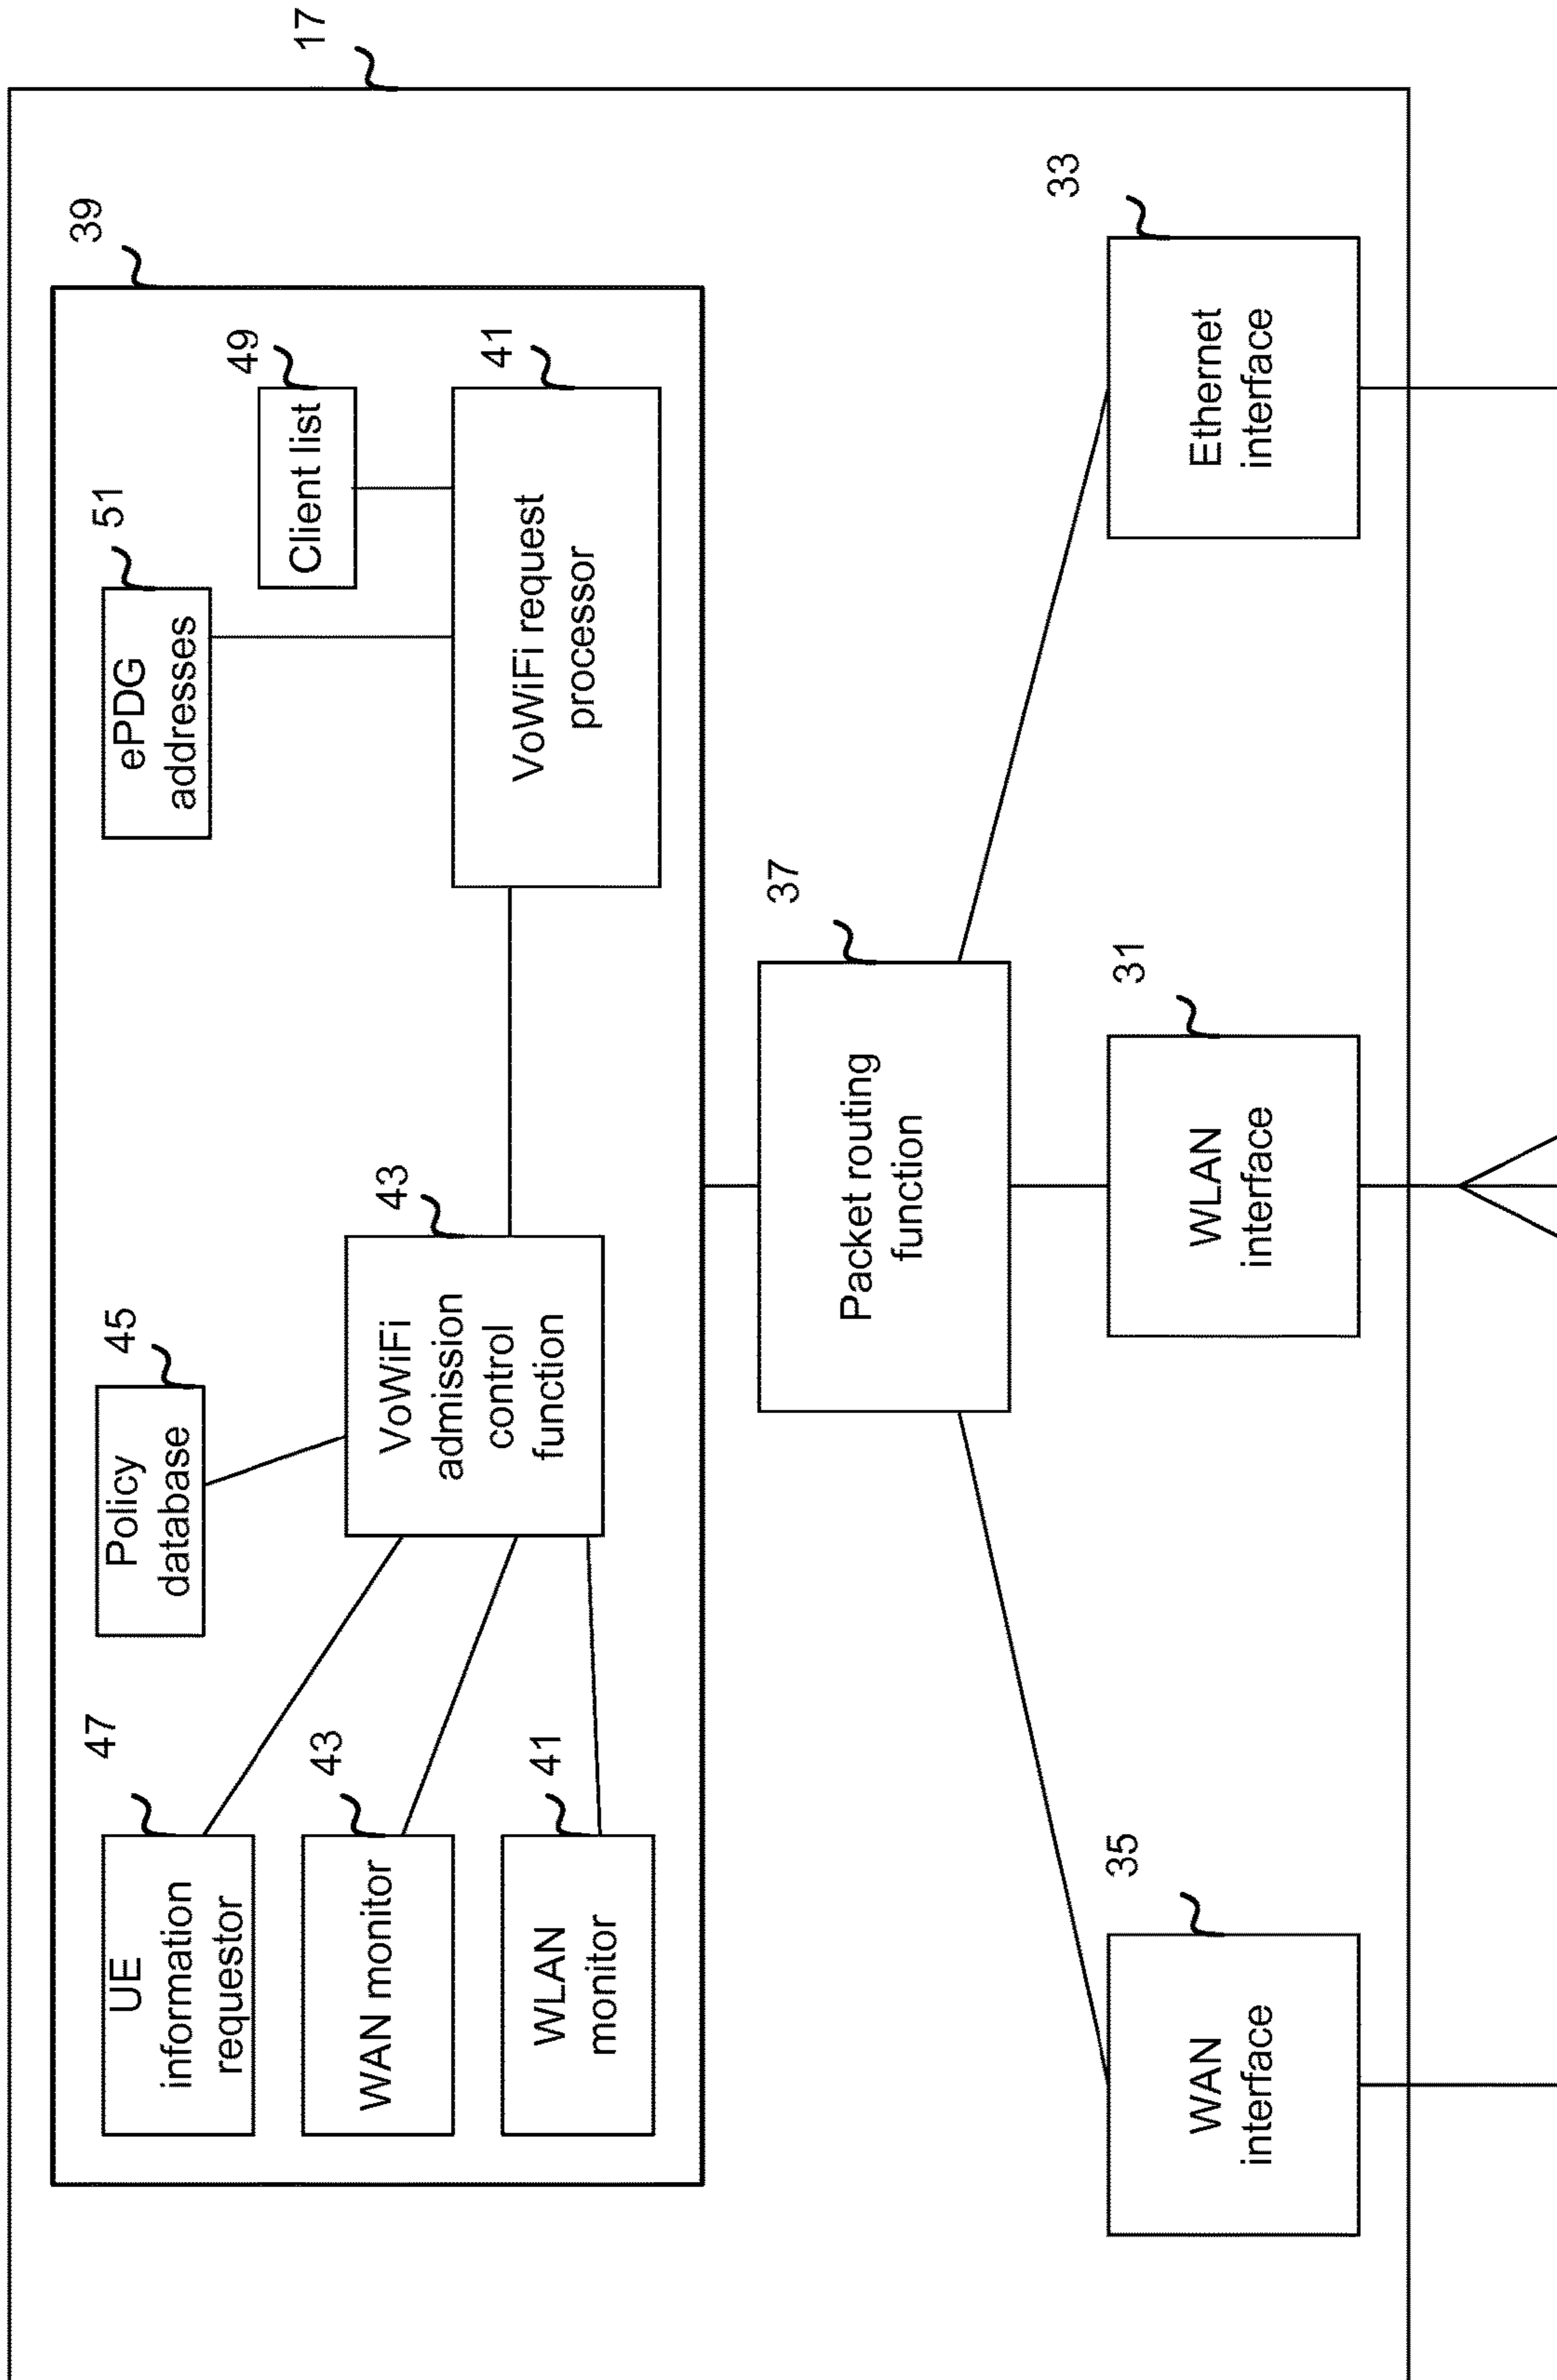 17
39
47
UE
information
requestor
45
Policy
database
51
ePDG
addresses
49
Client list
43
WAN monitor
43
VoWiFi
admission
control
function
41
VoWiFi request
processor
41
WLAN
monitor
37
Packet routing
function
35
WAN
interface
31
WLAN
interface
33
Ethernet
interface